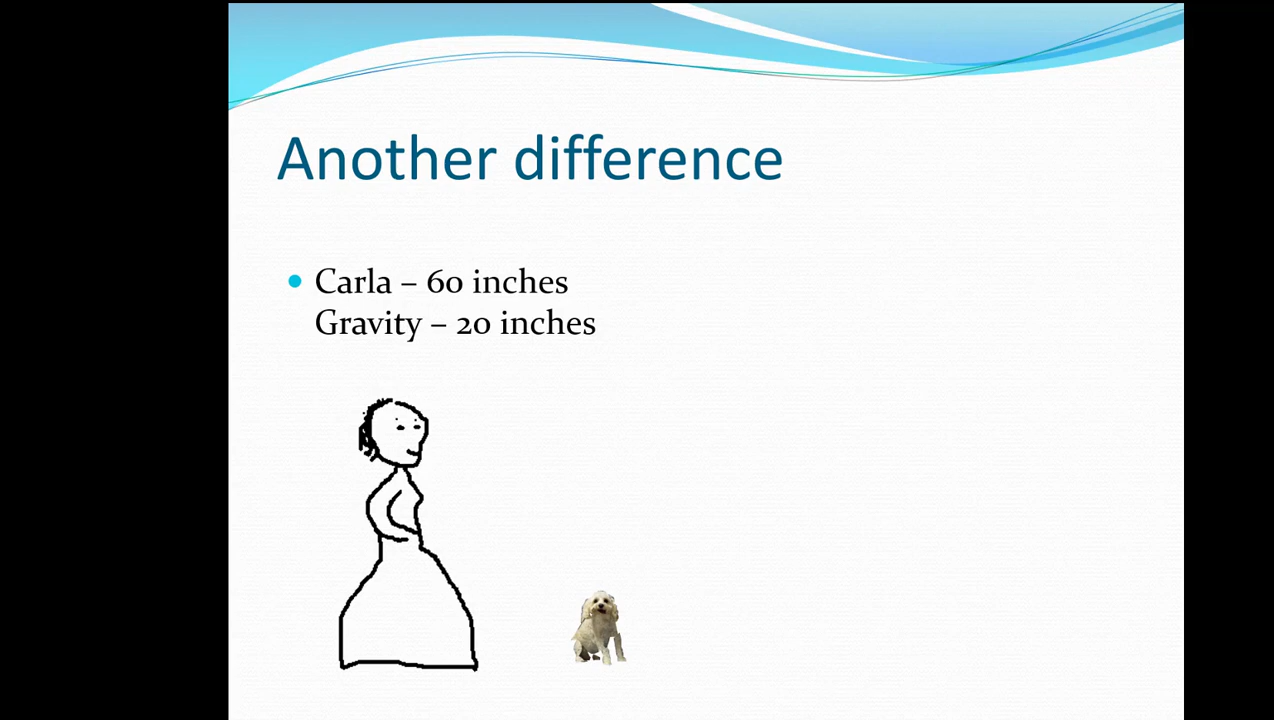 Another difference
Carla – 60 inches
Gravity – 20 inches